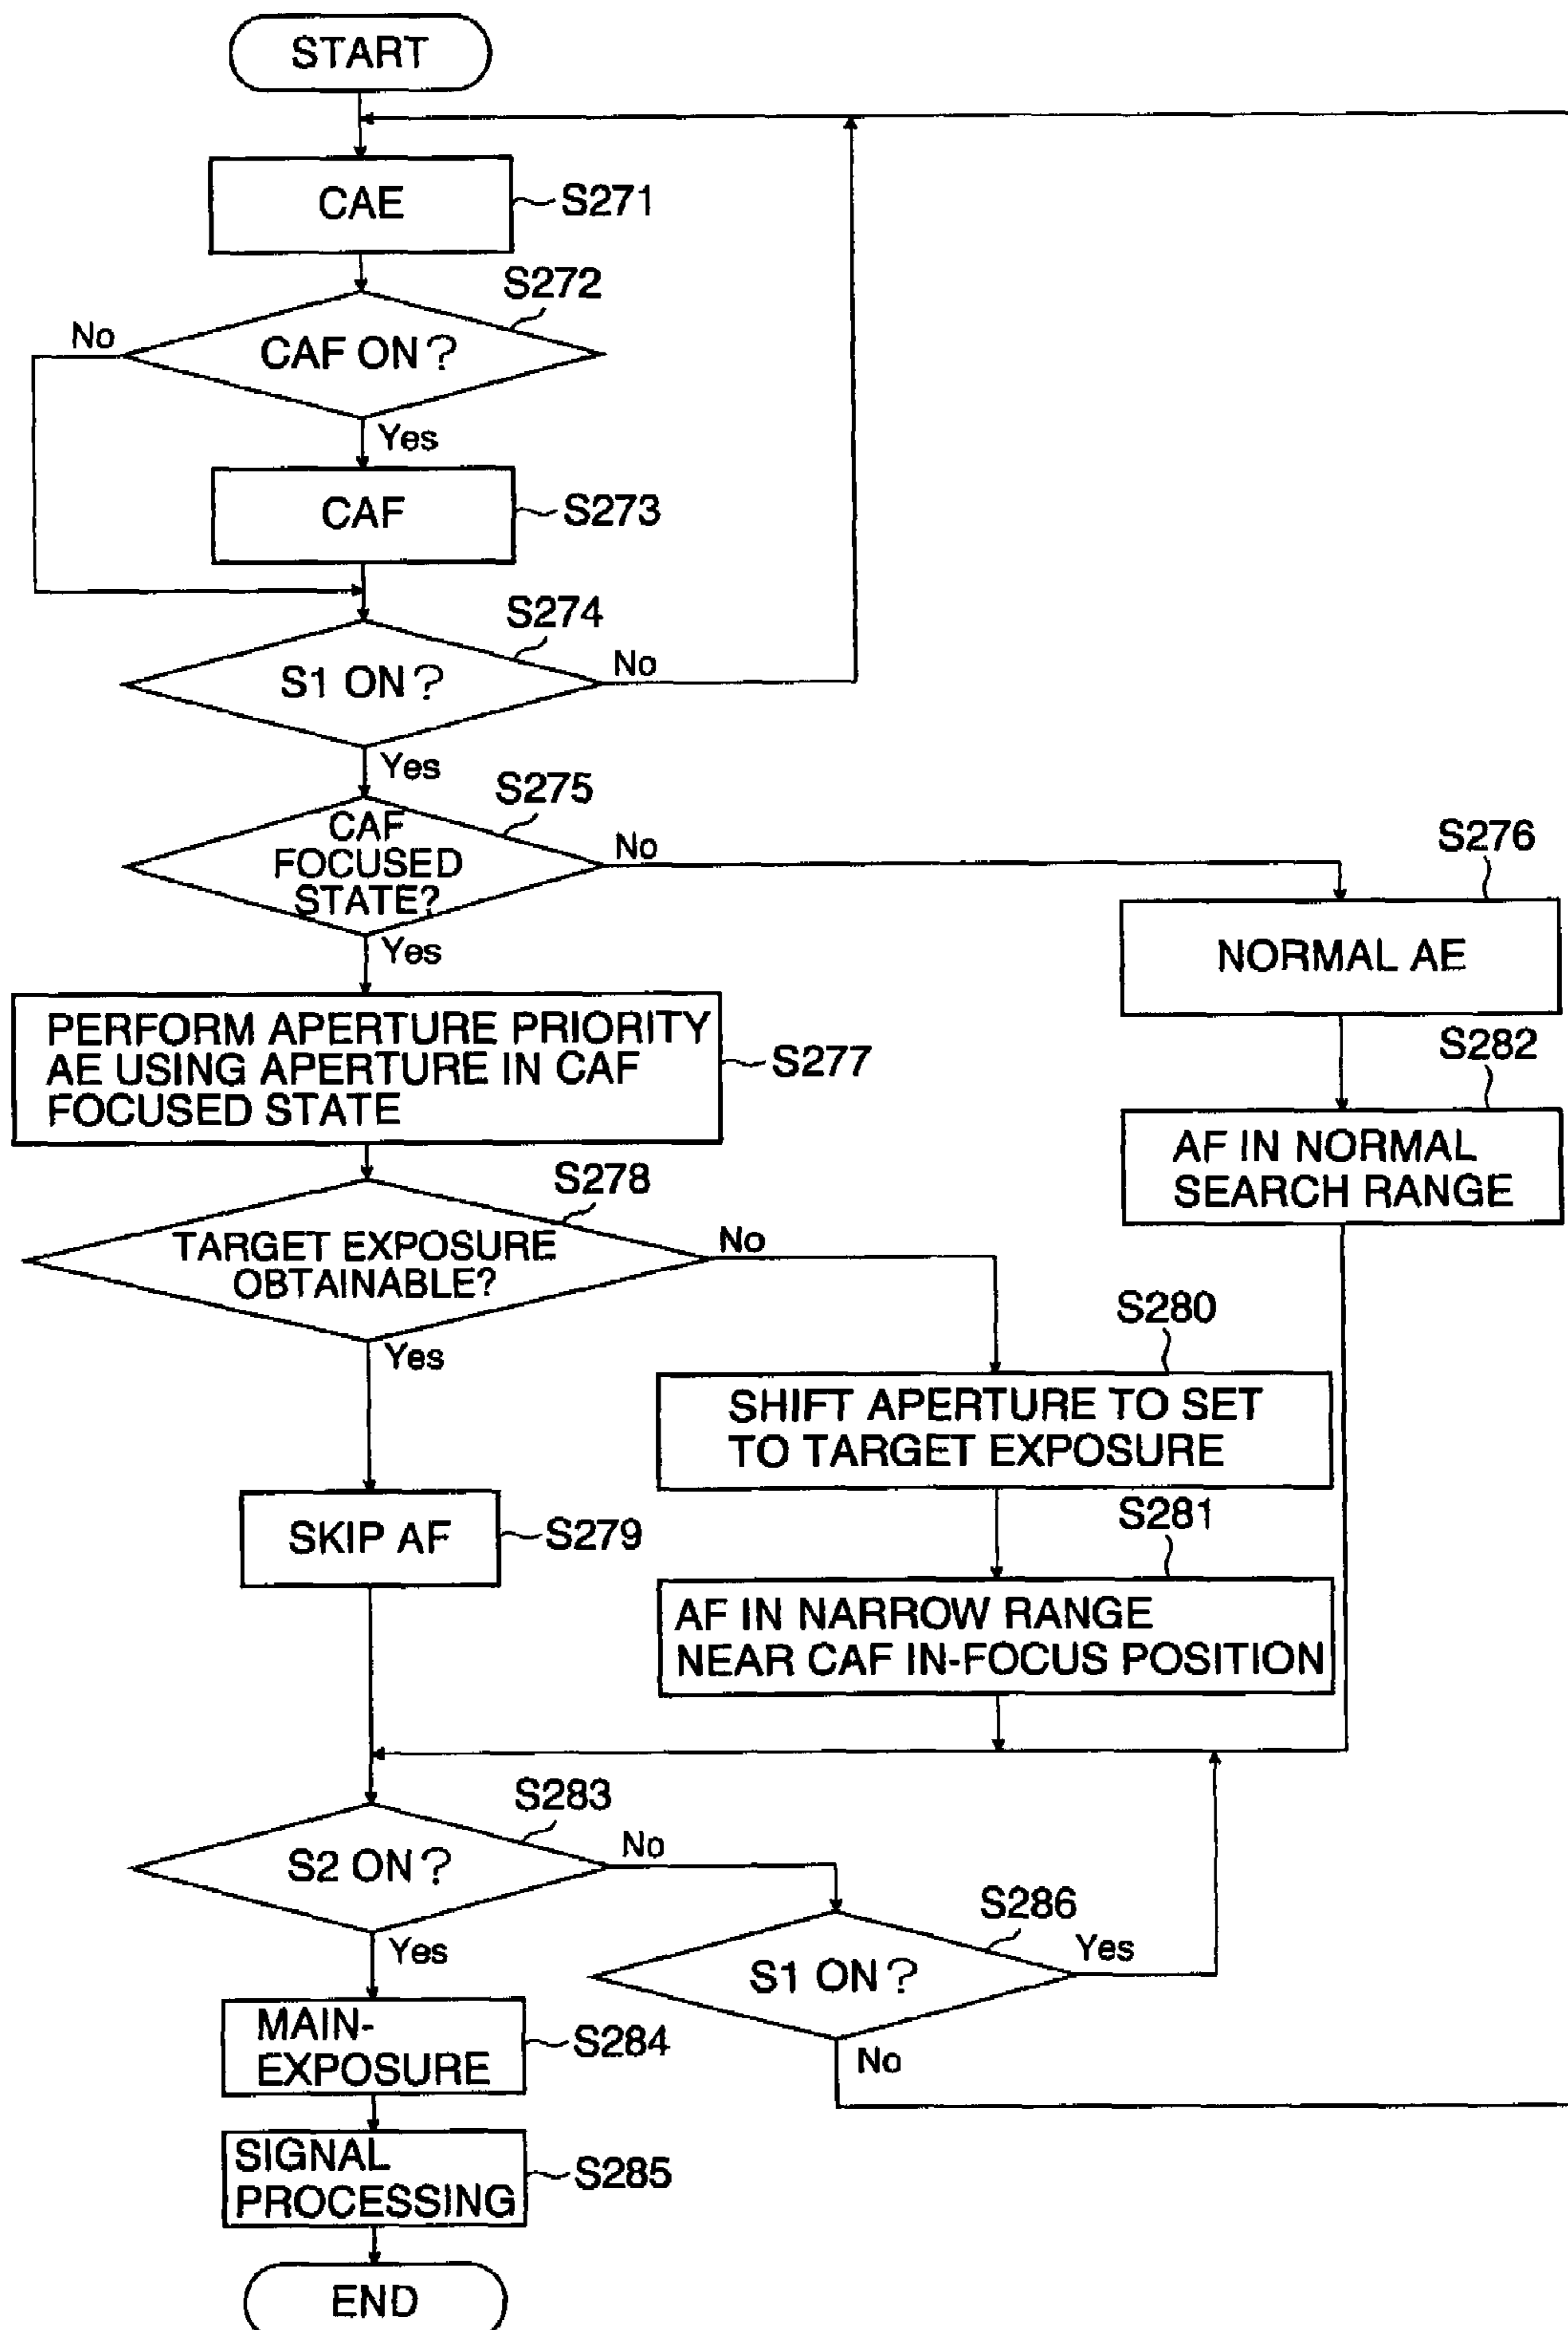 START
CAE
S271
S272
No
CAF ON?
Yes
CAF
S273
S274
S1 ON?
No
Yes
S275
CAF
FOCUSED
STATE?
No
S276
NORMAL AE
Yes
PERFORM APERTURE PRIORITY
AE USING APERTURE IN CAF
FOCUSED STATE
S277
S282
AF IN NORMAL
SEARCH RANGE
S278
TARGET EXPOSURE
OBTAINABLE?
No
Yes
S280
SHIFT APERTURE TO SET
TO TARGET EXPOSURE
SKIP AF
S279
S281
AF IN NARROW RANGE
NEAR CAF IN-FOCUS POSITION
S283
S2 ON?
No
S286
S1 ON?
Yes
Yes
No
MAIN-
EXPOSURE
S284
SIGNAL
PROCESSING
S285
END